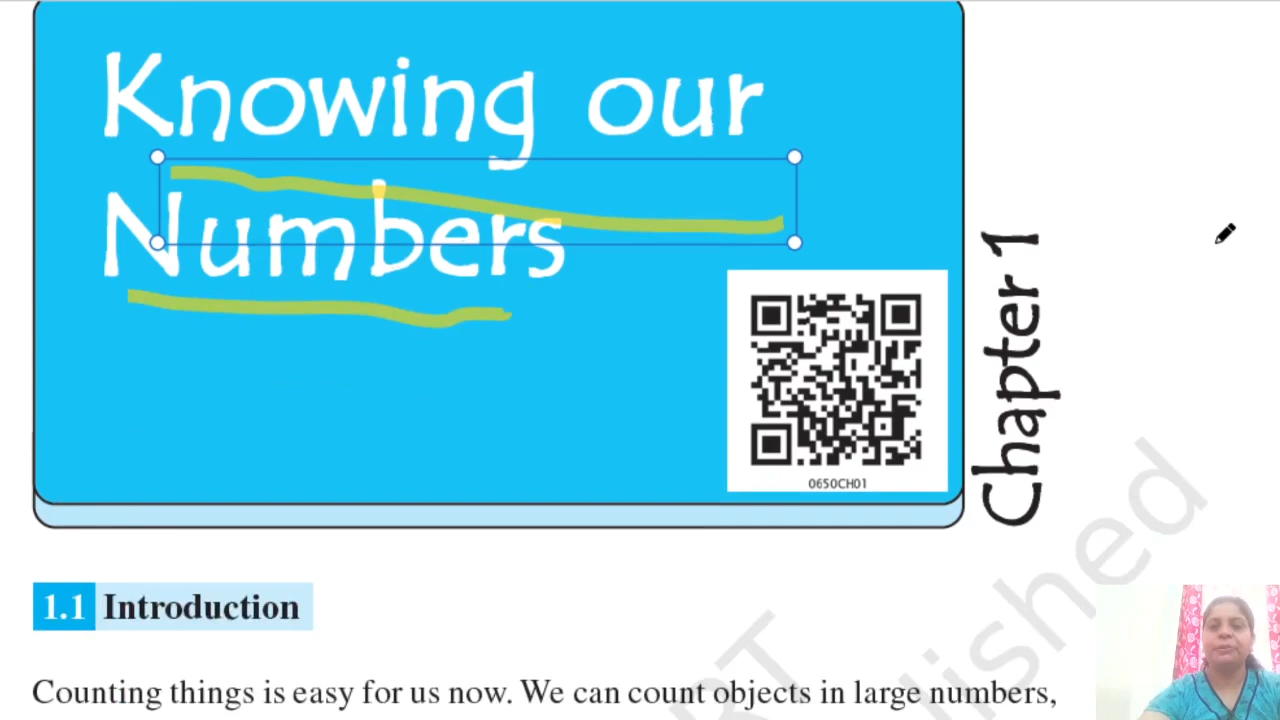 Knowing our
Numbers
0650CH01
Chapter 1
1.1 Introduction
Counting things is easy for us now. We can count objects in large numbers,